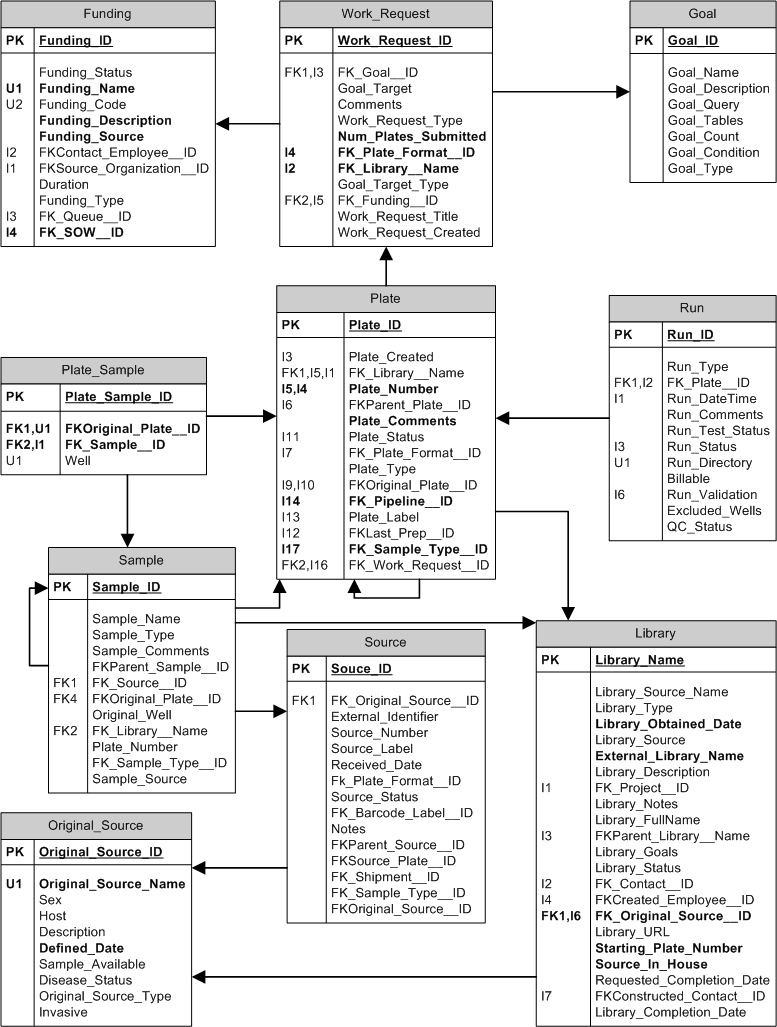 Funding
PK Funding_ID
Funding_Status
U1 Funding_Name
U2 Funding_Code
Funding_Description
Funding_Source
I2 FKContact_Employee__ID
I1 FKSource_Organization__ID
Duration
Funding_Type
I3 FK_Queue__ID
I4 FK_SOW__ID
Work_Request
PK Work_Request_ID
FK1,I3 FK_Goal__ID
Goal_Target
Comments
Work_Request_Type
Num_Plates_Submitted
I4 FK_Plate_Format__ID
I2 FK_Library__Name
Goal_Target_Type
FK2,I5 FK_Funding__ID
Work_Request_Title
Work_Request_Created
Goal
PK Goal_ID
Goal_Name
Goal_Description
Goal_Query
Goal_Tables
Goal_Count
Goal_Condition
Goal_Type
Plate
PK Plate_ID
I3 Plate_Created
FK1,I5,I1 FK_Library__Name
I5,I4 Plate_Number
I6 FKParent_Plate__ID
Plate_Comments
I11 Plate_Status
I7 FK_Plate_Format__ID
Plate_Type
I9,I10 FKOriginal_Plate__ID
I14 FK_Pipeline__ID
I13 Plate_Label
I12 FKLast_Prep__ID
I17 FK_Sample_Type__ID
FK2,I16 FK_Work_Request__ID
Run
PK Run_ID
Run_Type
FK1,I2 FK_Plate__ID
I1 Run_DateTime
Run_Comments
Run_Test_Status
I3 Run_Status
U1 Run_Directory
Billable
I6 Run_Validation
Excluded_Wells
QC_Status
Plate_Sample
PK Plate_Sample_ID
FK1,U1 FKOriginal_Plate__ID
FK2,I1 FK_Sample__ID
U1 Well
Sample
PK Sample_ID
Sample_Name
Sample_Type
Sample_Comments
FKParent_Sample__ID
FK1 FK_Source__ID
FK4 FKOriginal_Plate__ID
Original_Well
FK2 FK_Library__Name
Plate_Number
FK_Sample_Type__ID
Sample_Source
Source
PK Souce_ID
FK1 FK_Original_Source__ID
External_Identifier
Source_Number
Source_Label
Received_Date
Fk_Plate_Format__ID
Source_Status
FK_Barcode_Label__ID
Notes
FKParent_Source__ID
FKSource_Plate__ID
FK_Shipment__ID
FK_Sample_Type__ID
FKOriginal_Source__ID
Library
PK Library_Name
Library_Source_Name
Library_Type
Library_Obtained_Date
Library_Source
External_Library_Name
Library_Description
I1 FK_Project__ID
Library_Notes
Library_FullName
I3 FKParent_Library__Name
Library_Goals
Library_Status
I2 FK_Contact__ID
I4 FKCreated_Employee__ID
FK1,I6 FK_Original_Source__ID
Library_URL
Starting_Plate_Number
Source_In_House
Requested_Completion_Date
I7 FKConstructed_Contact__ID
Library_Completion_Date
Original_Source
PK Original_Source_ID
U1 Original_Source_Name
Sex
Host
Description
Defined_Date
Sample_Available
Disease_Status
Original_Source_Type
Invasive